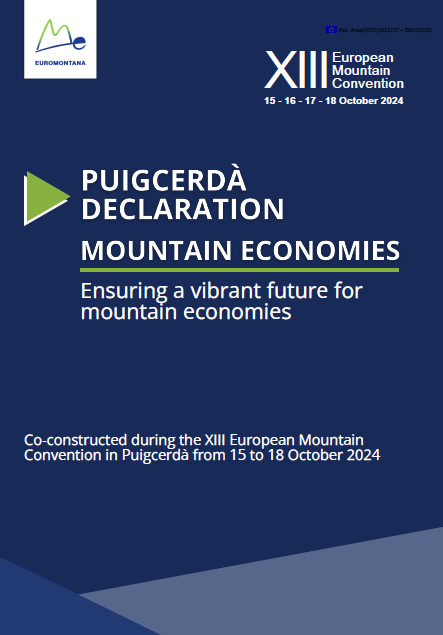 EUROMONTANA
XIII European
Mountain
Convention
15 - 16 - 17 - 18 October 2024
PUIGCERDÀ
DECLARATION
MOUNTAIN ECONOMIES
Ensuring a vibrant future for
mountain economies
Co-constructed during the XIII European Mountain
Convention in Puigcerdà from 15 to 18 October 2024